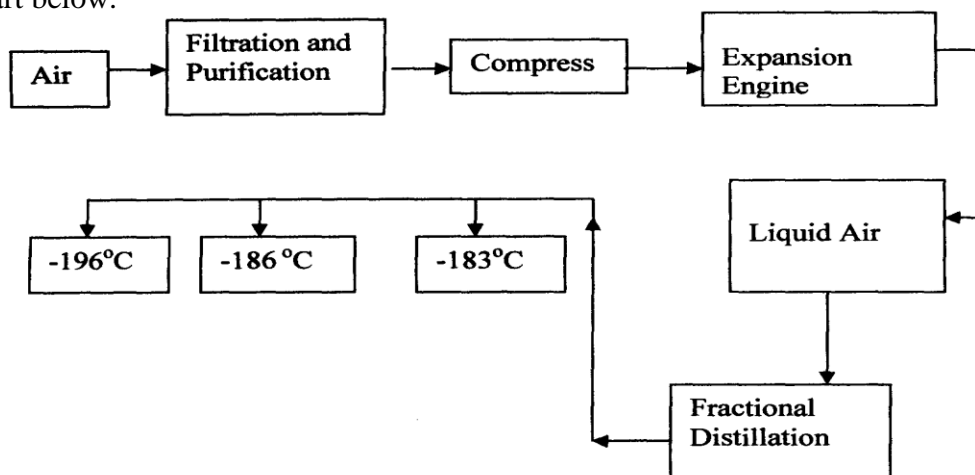 art below.
Air
Filtration and
Purification
Compress
Expansion
Engine
-196°C
-186 °C
-183°C
Liquid Air
Fractional
Distillation